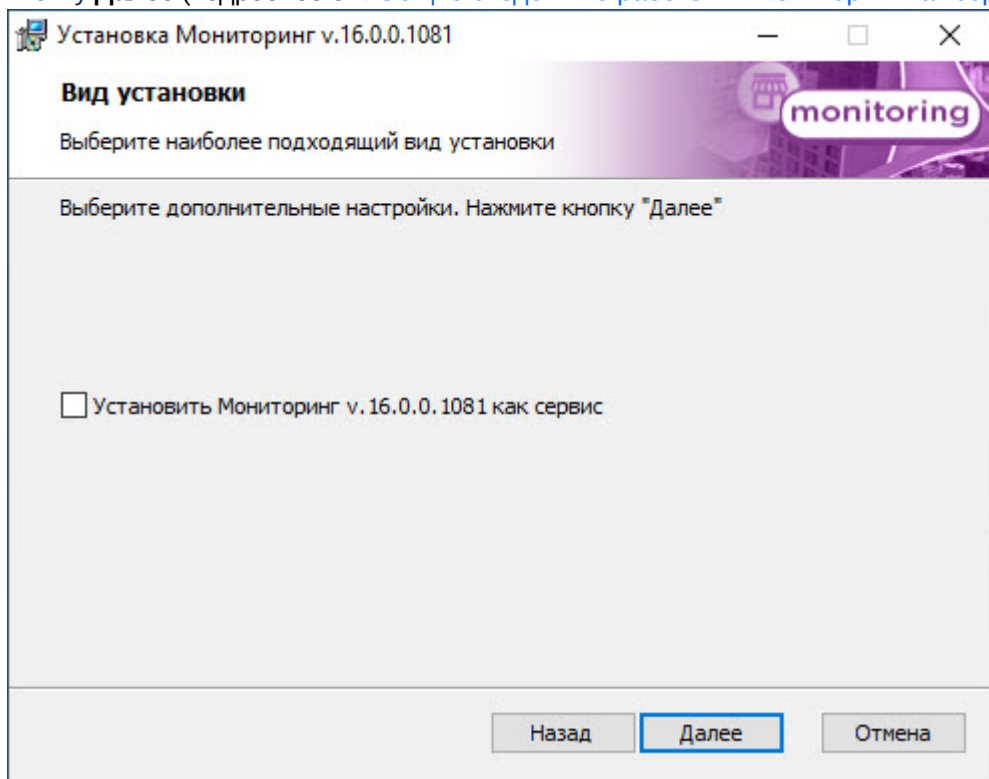 Установка Мониторинг v.16.0.0.1081
Вид установки
monitoring
Выберите наиболее подходящий вид установки
Выберите дополнительные настройки. Нажмите кнопку "Далее"
Установить Мониторинг v.16.0.0.1081 как сервис
Назад
Далее
Отмена